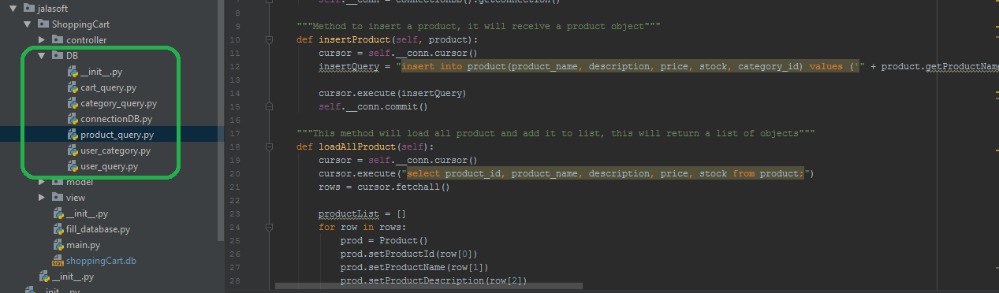 jalasoft
ShoppingCart
controller
DB
__init__.py
cart_query.py
category_query.py
connectionDB.py
product_query.py
user_category.py
user_query.py
model
view
__init__.py
fill_database.py
main.py
shoppingCart.db
__init__.py
__init__.py
self.__conn = connectionDB().getConnection()
8
9 """Method to insert a product, it will receive a product object"""
10 def insertProduct(self, product):
11 cursor = self.__conn.cursor()
12 insertQuery = "insert into product(product_name, description, price, stock, category_id) values ('" + product.getProductName
13
14 cursor.execute(insertQuery)
15 self.__conn.commit()
16
17 """This method will load all product and add it to list, this will return a list of objects"""
18 def loadAllProduct(self):
19 cursor = self.__conn.cursor()
20 cursor.execute("select product_id, product_name, description, price, stock from product;")
21 rows = cursor.fetchall()
22
23 productList = []
24 for row in rows:
25 prod = Product()
26 prod.setProductId(row[0])
27 prod.setProductName(row[1])
28 prod.setProductDescription(row[2])